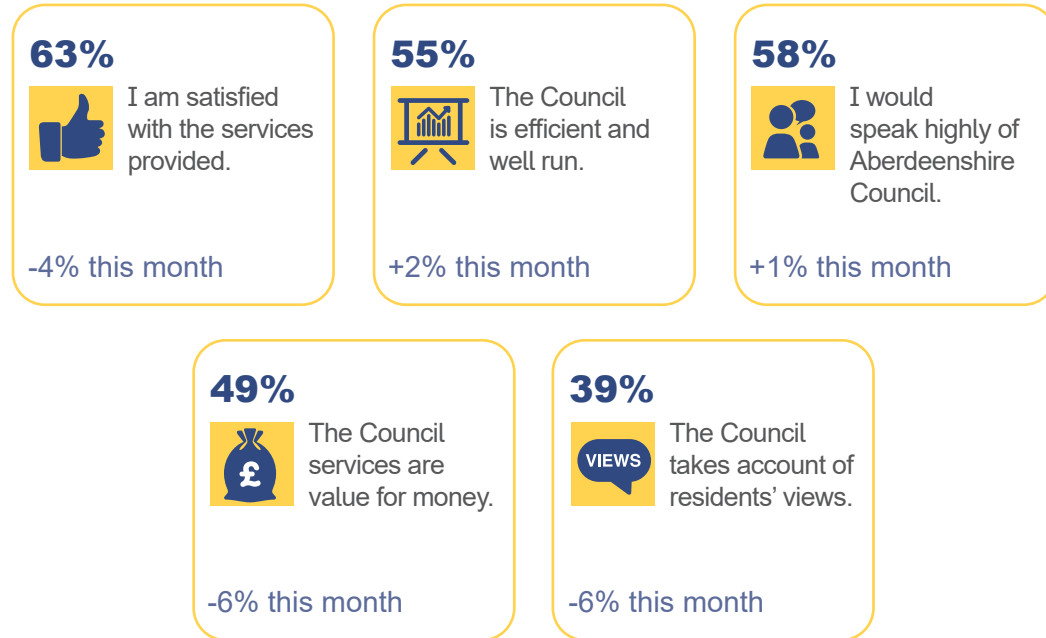 63%
I am satisfied
with the services
provided.
-4% this month
55%
The Council
is efficient and
well run.
+2% this month
58%
I would
speak highly of
Aberdeenshire
Council.
+1% this month
49%
£
The Council
services are
value for money.
-6% this month
39%
VIEWS
The Council
takes account of
residents’ views.
-6% this month